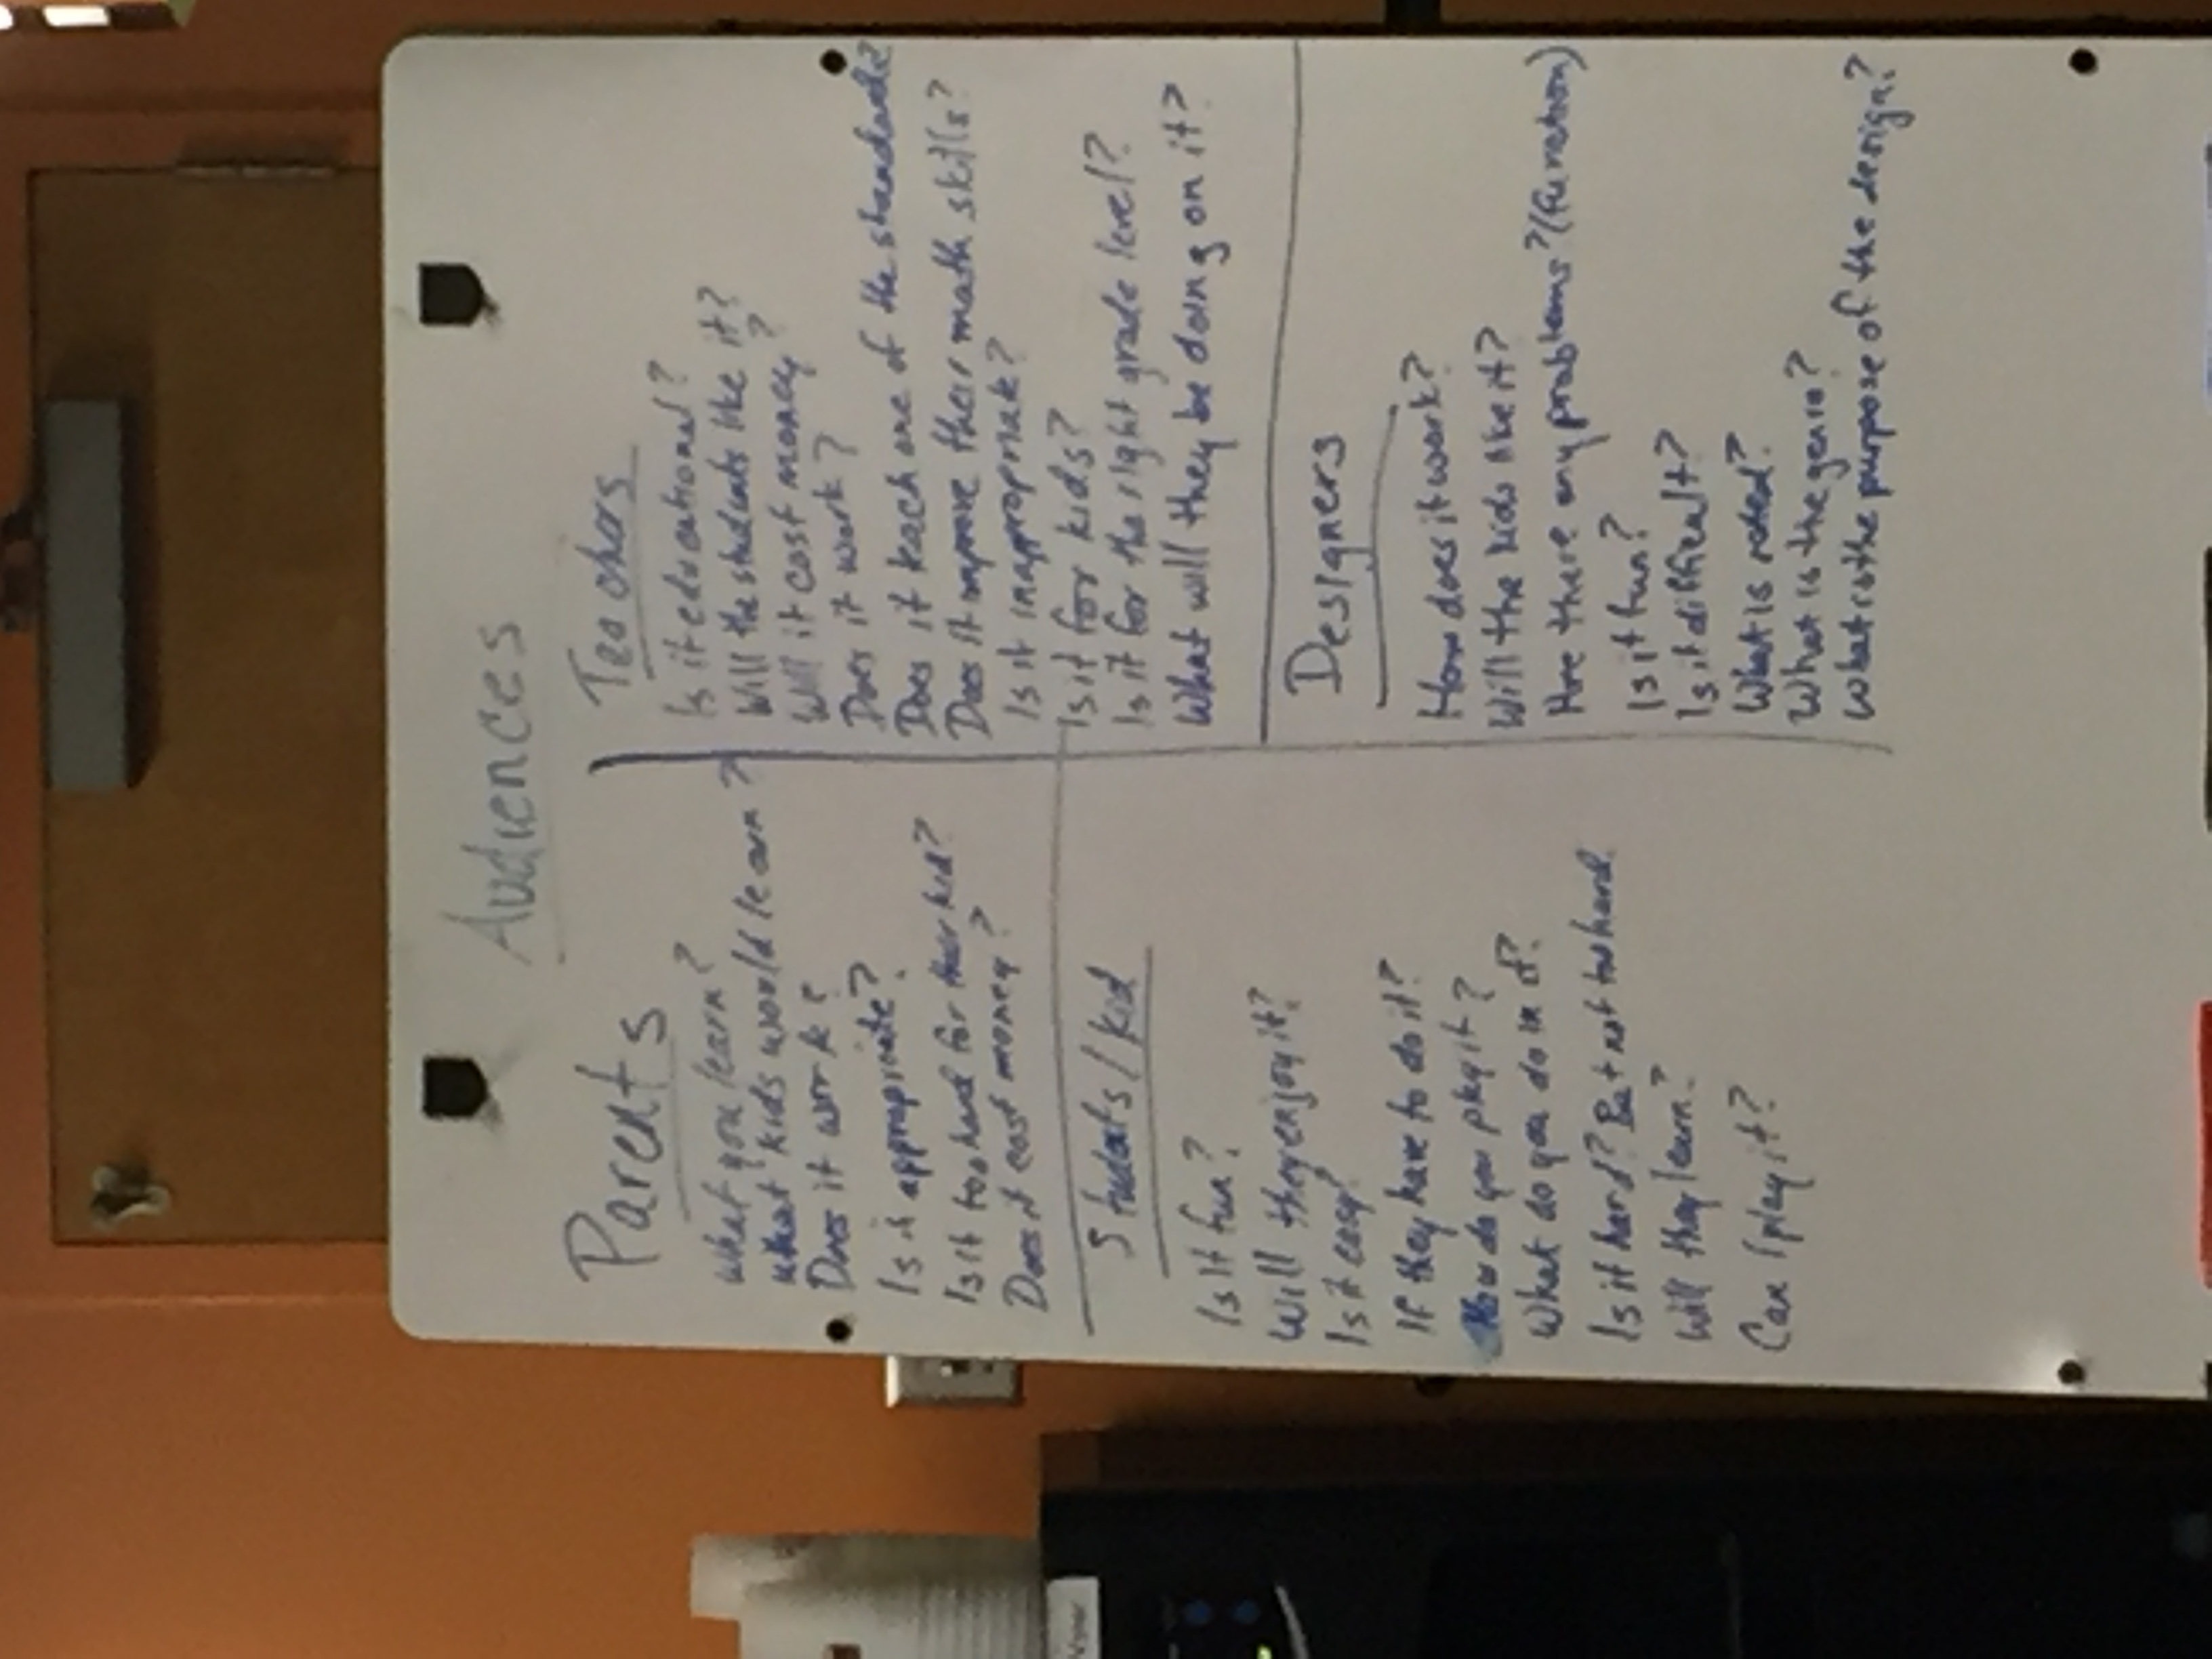 Audiences
Parents
What you learn?
What kids would learn?
Does it work?
Is it appropriate?
Is it too hard for their kid?
Does it cost money?
Students/kid
Is it fun?
Will they enjoy it?
Is it easy?
If they have to do it?
How do you play it?
What do you do in it?
Is it hard? But not too hard.
Will they learn?
Can I play it?
Teachers
Is it educational?
Will the students like it?
Will it cost money?
Does it work?
Does it teach one of the standards?
Does it improve their math skills?
Is it inappropriate?
Is it for kids?
Is it for the right grade level?
What will they be doing on it?
Designers
How does it work?
Will the kids like it?
Are there any problems? (function)
Is it fun?
Is it difficult?
What is rated?
What is the genre?
What is the purpose of the design?